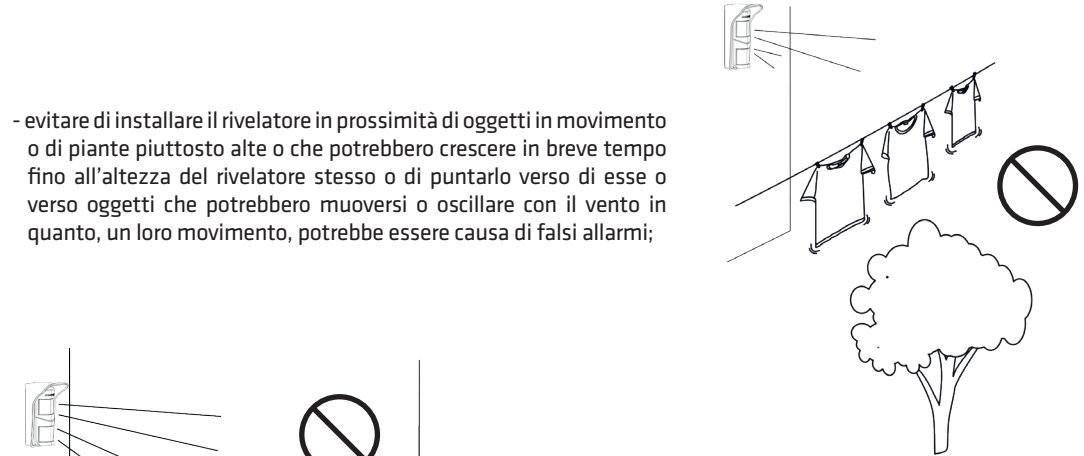 - evitare di installare il rivelatore in prossimità di oggetti in movimento
o di piante piuttosto alte o che potrebbero crescere in breve tempo
fino all'altezza del rivelatore stesso o di puntarlo verso di esse o
verso oggetti che potrebbero muoversi o oscillare con il vento in
quanto, un loro movimento, potrebbe essere causa di falsi allarmi;